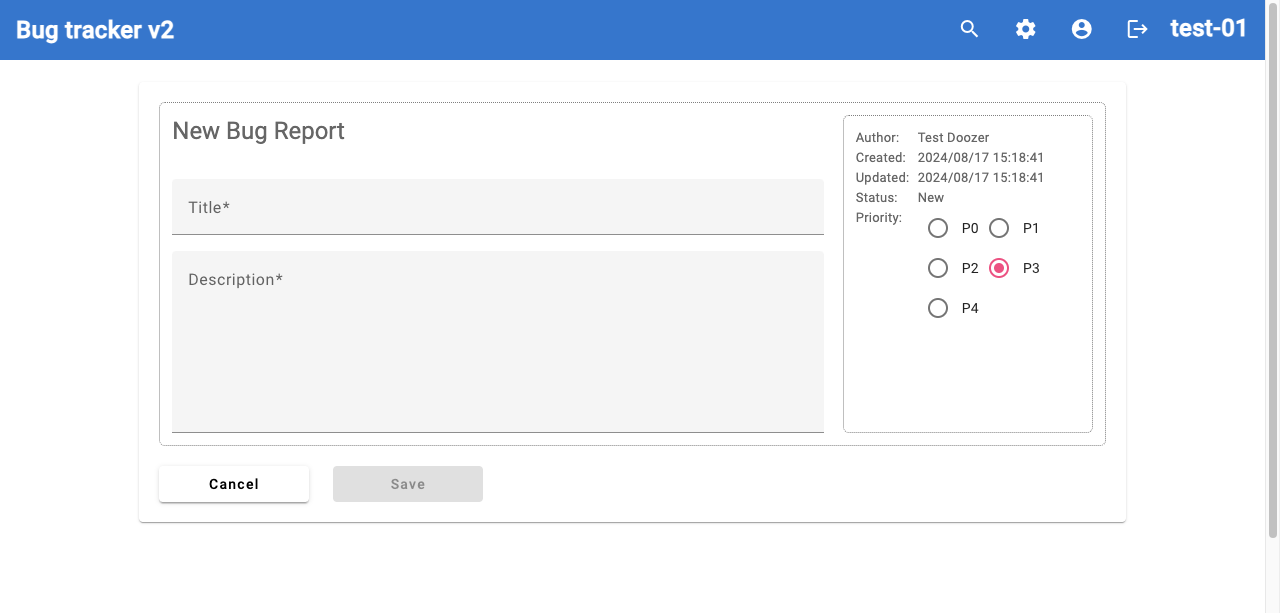 Bug tracker v2
test-01
New Bug Report
Title*
Description*
Author: Test Doozer
Created: 2024/08/17 15:18:41
Updated: 2024/08/17 15:18:41
Status: New
Priority:
P0 P1
P2 P3
P4
Cancel Save